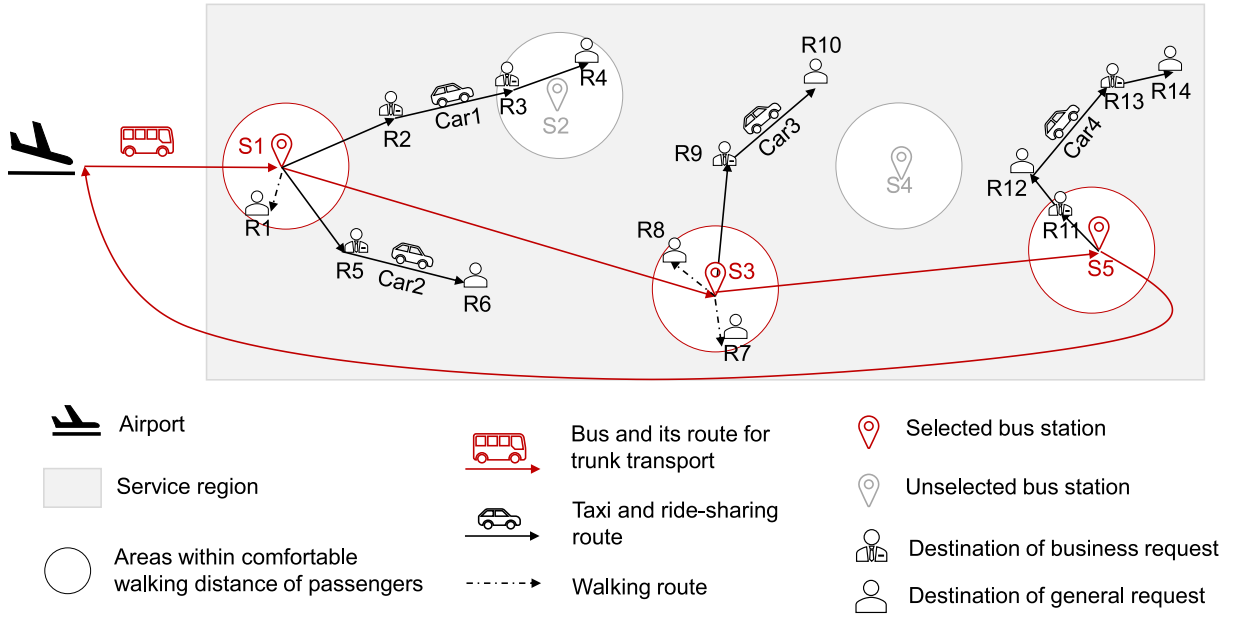 R10
R4
R3
R13
R14
S2
R2
Car1
Car3
Car4
S1
R9
S4
R12
R1
R11
R8
R5
Car2
S3
S5
R6
R7
Airport
Service region
Areas within comfortable
walking distance of passengers
Bus and its route for
trunk transport
Taxi and ride-sharing
route
Walking route
Selected bus station
Unselected bus station
Destination of business request
Destination of general request